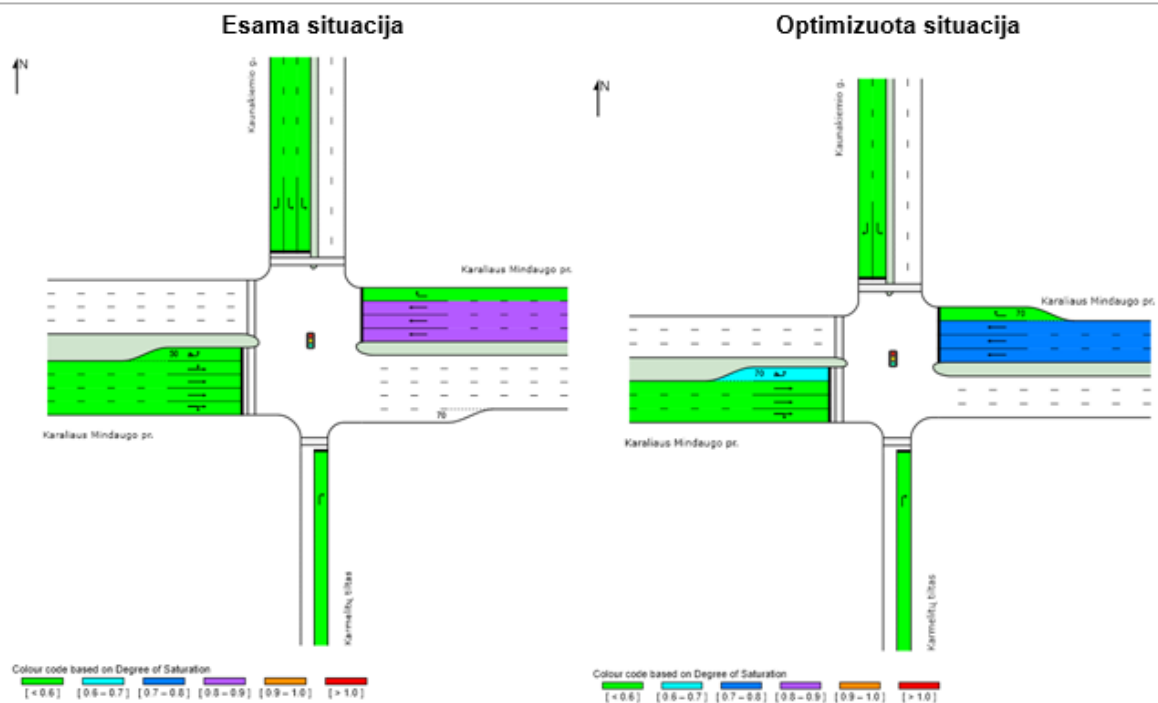 Esama situacija
N
Kaunakiemio g.
Karaliaus Mindaugo pr.
30
70
Karaliaus Mindaugo pr.
Karmelitų tiltas
Colour code based on Degree of Saturation
[ < 0.6 ] [ 0.6 – 0.7 ] [ 0.7 – 0.8 ] [ 0.8 – 0.9 ] [ 0.9 – 1.0 ] [ > 1.0 ]
Optimizuota situacija
N
Kaunakiemio g.
Karaliaus Mindaugo pr.
70
70
Karaliaus Mindaugo pr.
Karmelitų tiltas
Colour code based on Degree of Saturation
[ < 0.6 ] [ 0.6 – 0.7 ] [ 0.7 – 0.8 ] [ 0.8 – 0.9 ] [ 0.9 – 1.0 ] [ > 1.0 ]